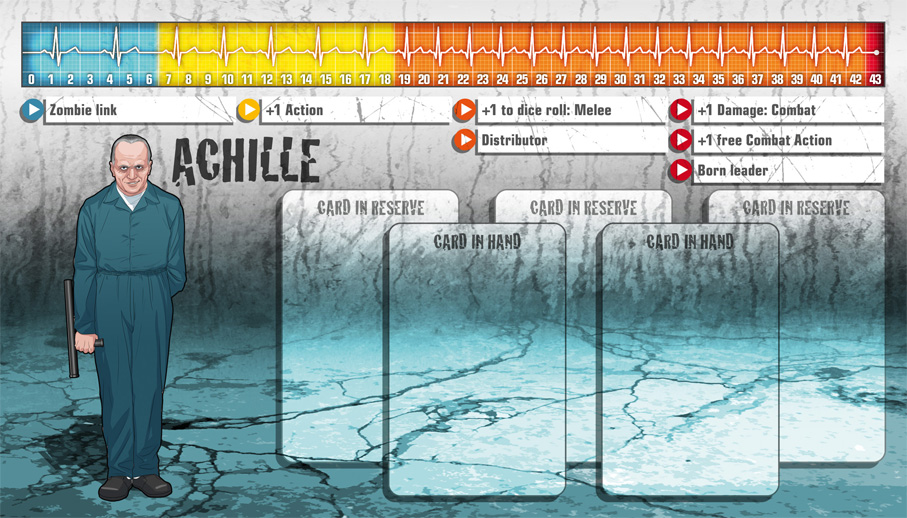 0 1 2 3 4 5 6 7 8 9 10 11 12 13 14 15 16 17 18 19 20 21 22 23 24 25 26 27 28 29 30 31 32 33 34 35 36 37 38 39 40 41 42 43
Zombie link +1 Action +1 to dice roll: Melee +1 Damage: Combat
Distributor +1 free Combat Action
Born leader
ACHILLE
CARD IN RESERVE CARD IN RESERVE CARD IN RESERVE
CARD IN HAND CARD IN HAND